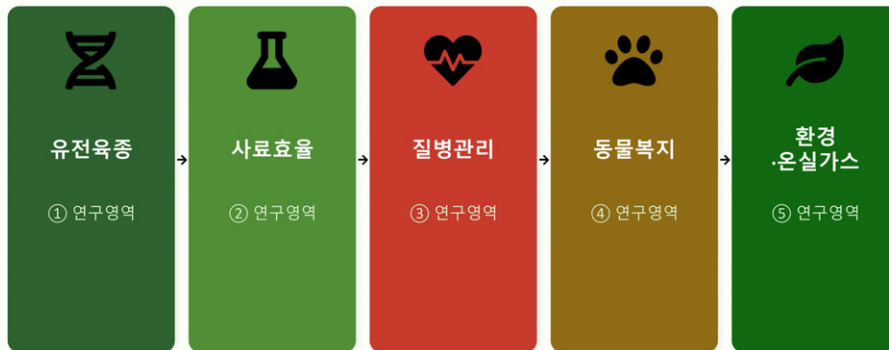 유전육종
① 연구영역
사료효율
② 연구영역
질병관리
③ 연구영역
동물복지
④ 연구영역
환경
·온실가스
⑤ 연구영역